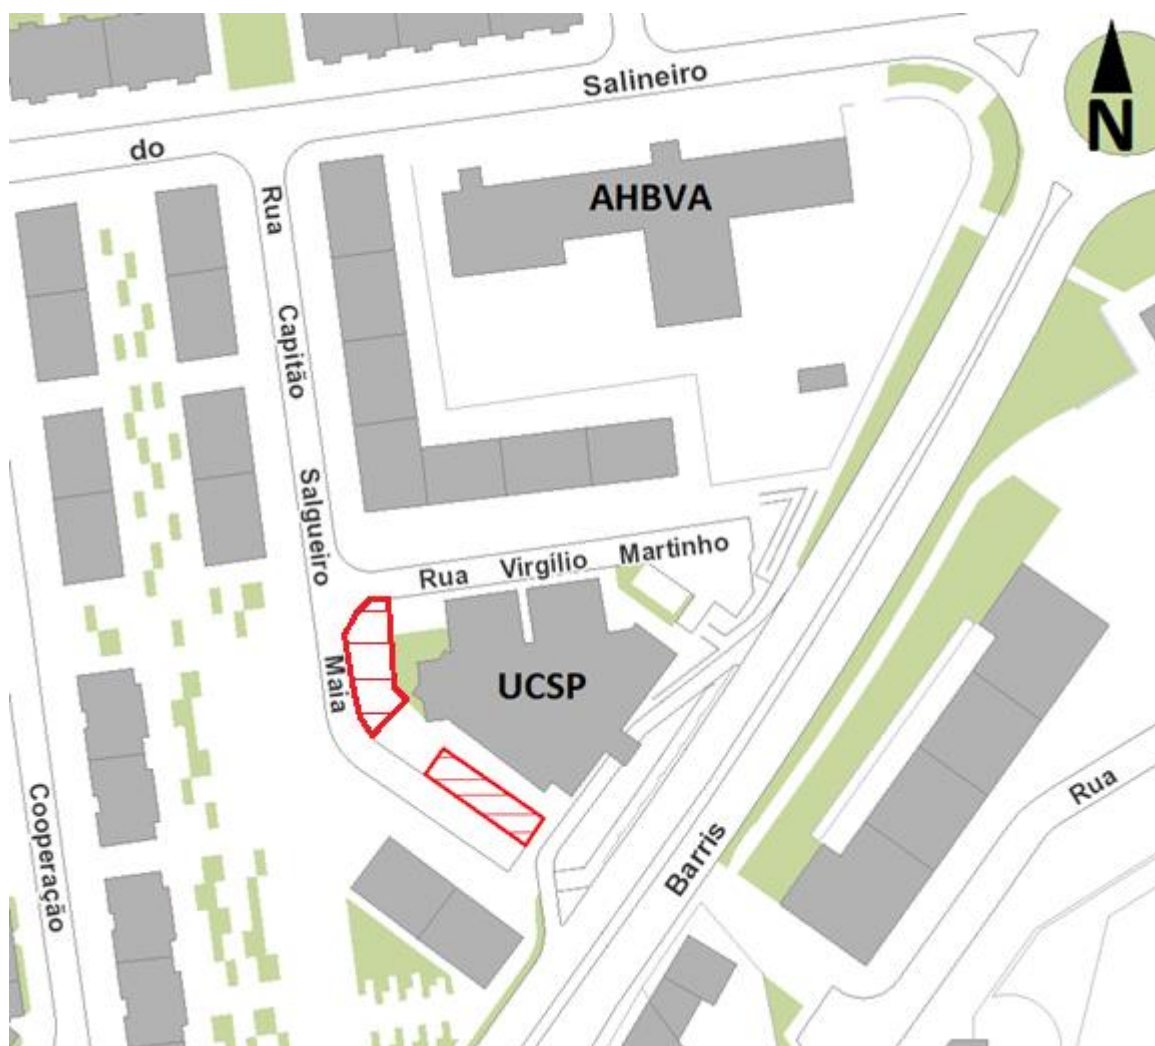 Salineiro
do
N
AHBVA
Rua
Capitão
Salgueiro
Maia
Rua Virgílio Martinho
UCSP
Cooperação
Barris
Rua